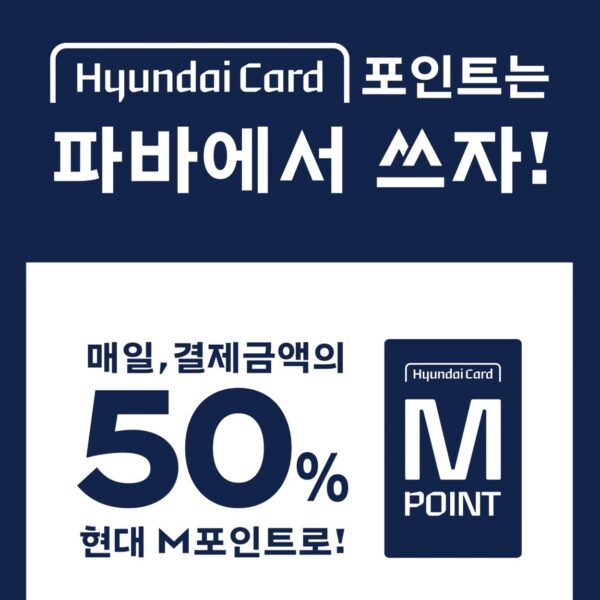 Hyundai Card 포인트는
파바에서 쓰자!
매일, 결제금액의
50%
현대 M포인트로!
Hyundai Card
M
POINT